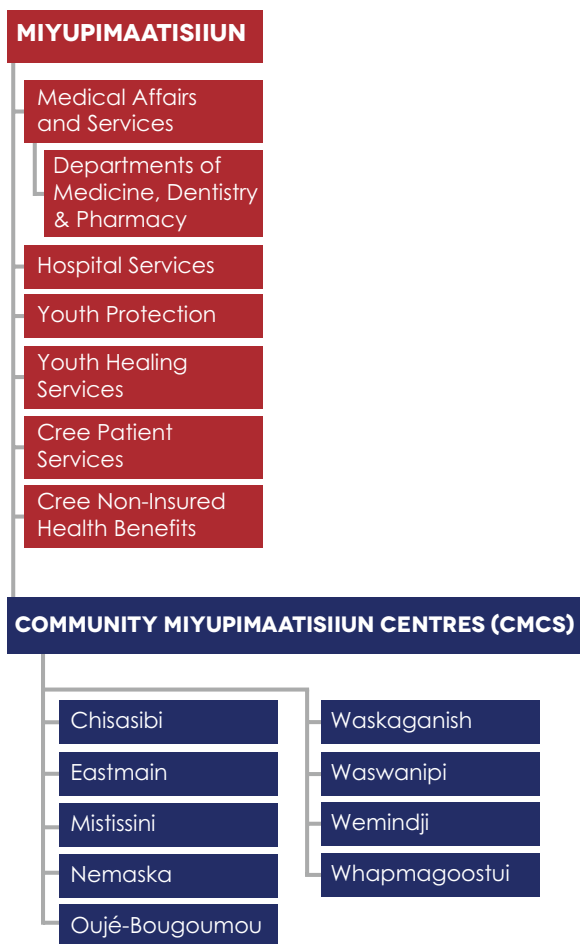 MIYUPIMAATISIIUN
Medical Affairs
and Services
Departments of
Medicine, Dentistry
& Pharmacy
Hospital Services
Youth Protection
Youth Healing
Services
Cree Patient
Services
Cree Non-Insured
Health Benefits
COMMUNITY MIYUPIMAATISIIUN CENTRES (CMCS)
Chisasibi
Eastmain
Mistissini
Nemaska
Oujé-Bougoumou
Waskaganish
Waswanipi
Wemindji
Whapmagoostui